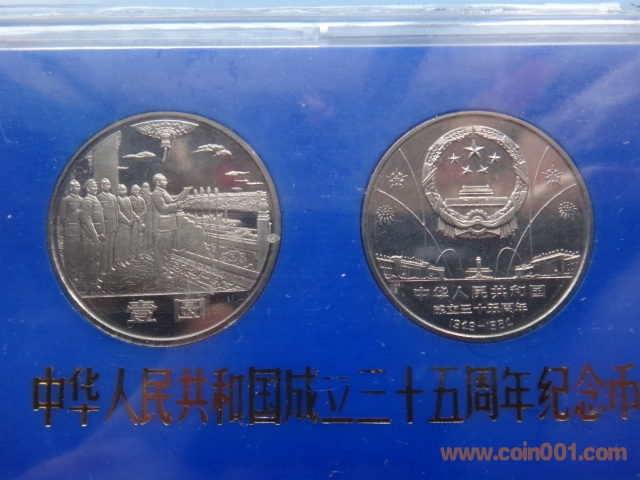 壹圆
中华人民共和国
成立三十五周年
1949-1984
中华人民共和国成立三十五周年纪念币
www.coin001.com